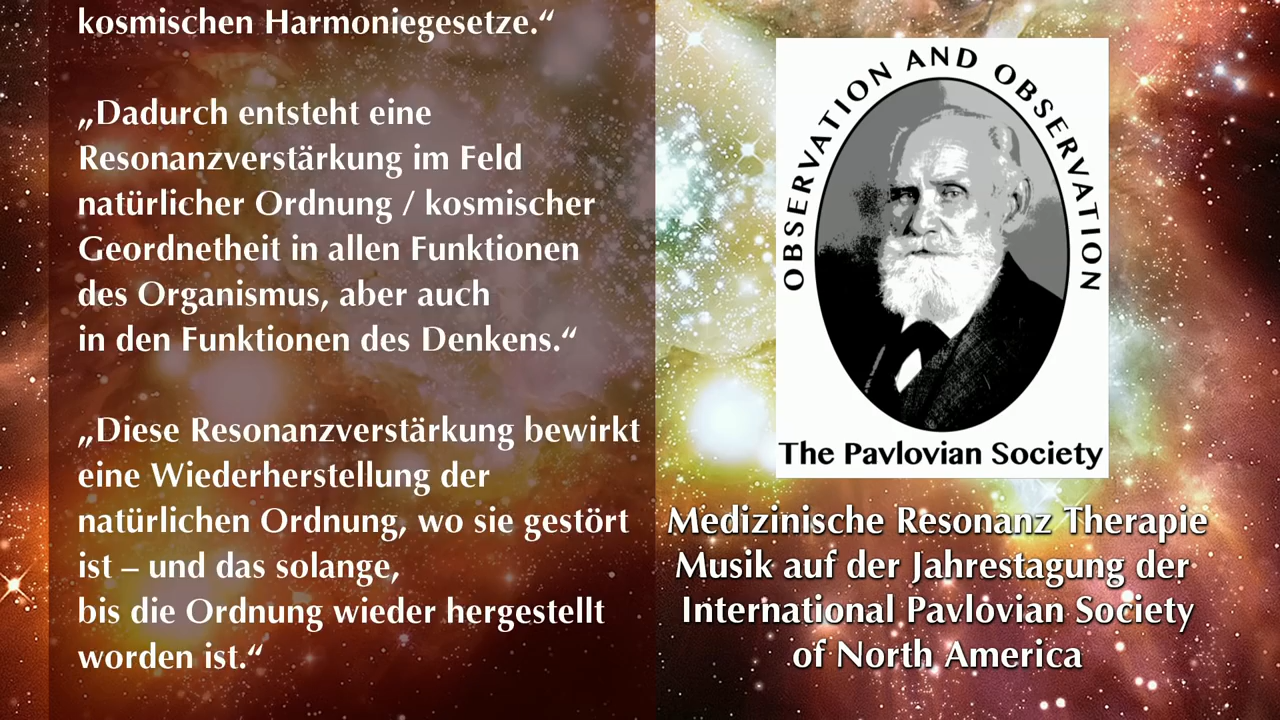 kosmischen Harmoniegesetze.“
„Dadurch entsteht eine
Resonanzverstärkung im Feld
natürlicher Ordnung / kosmischer
Geordnetheit in allen Funktionen
des Organismus, aber auch
in den Funktionen des Denkens.“
„Diese Resonanzverstärkung bewirkt
eine Wiederherstellung der
natürlichen Ordnung, wo sie gestört
ist – und das solange,
bis die Ordnung wieder hergestellt
worden ist.“
OBSERVATION AND OBSERVATION
The Pavlovian Society
Medizinische Resonanz Therapie
Musik auf der Jahrestagung der
International Pavlovian Society
of North America